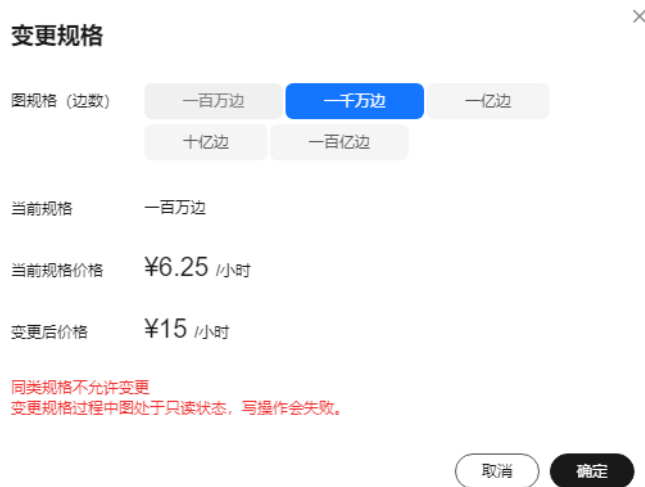 变更规格
图规格（边数） 一百万边 一千万边 一亿边
十亿边 一百亿边
当前规格 一百万边
当前规格价格 ¥6.25 /小时
变更后价格 ¥15 /小时
同类规格不允许变更
变更规格过程中图处于只读状态，写操作会失败。
取消 确定